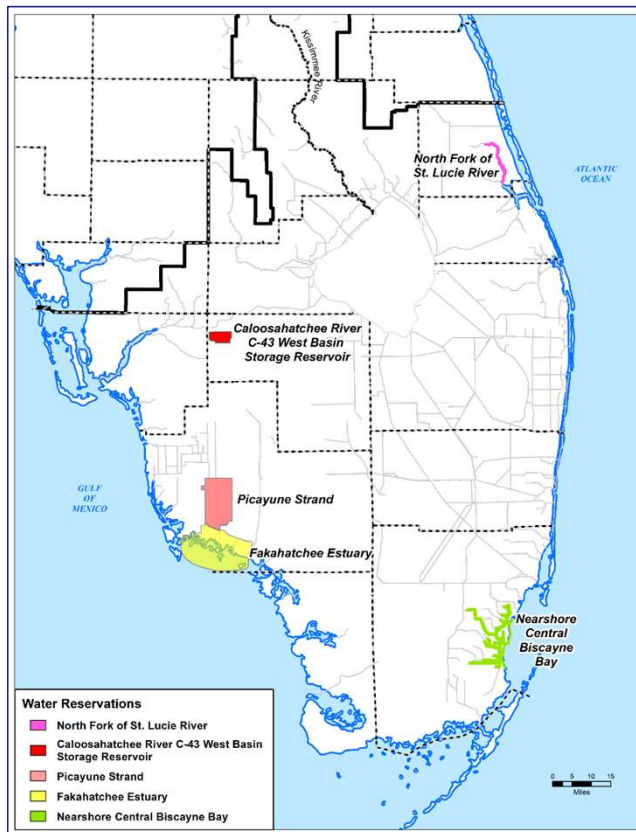 Kissimmee River
North Fork of
St. Lucie River
ATLANTIC
OCEAN
Caloosahatchee River
C-43 West Basin
Storage Reservoir
GULF
OF
MEXICO
Picayune Strand
Fakahatchee Estuary
Nearshore
Central
Biscayne
Bay
Water Reservations
North Fork of St. Lucie River
Caloosahatchee River C-43 West Basin
Storage Reservoir
Picayune Strand
Fakahatchee Estuary
Nearshore Central Biscayne Bay
0 5 10 15
Miles